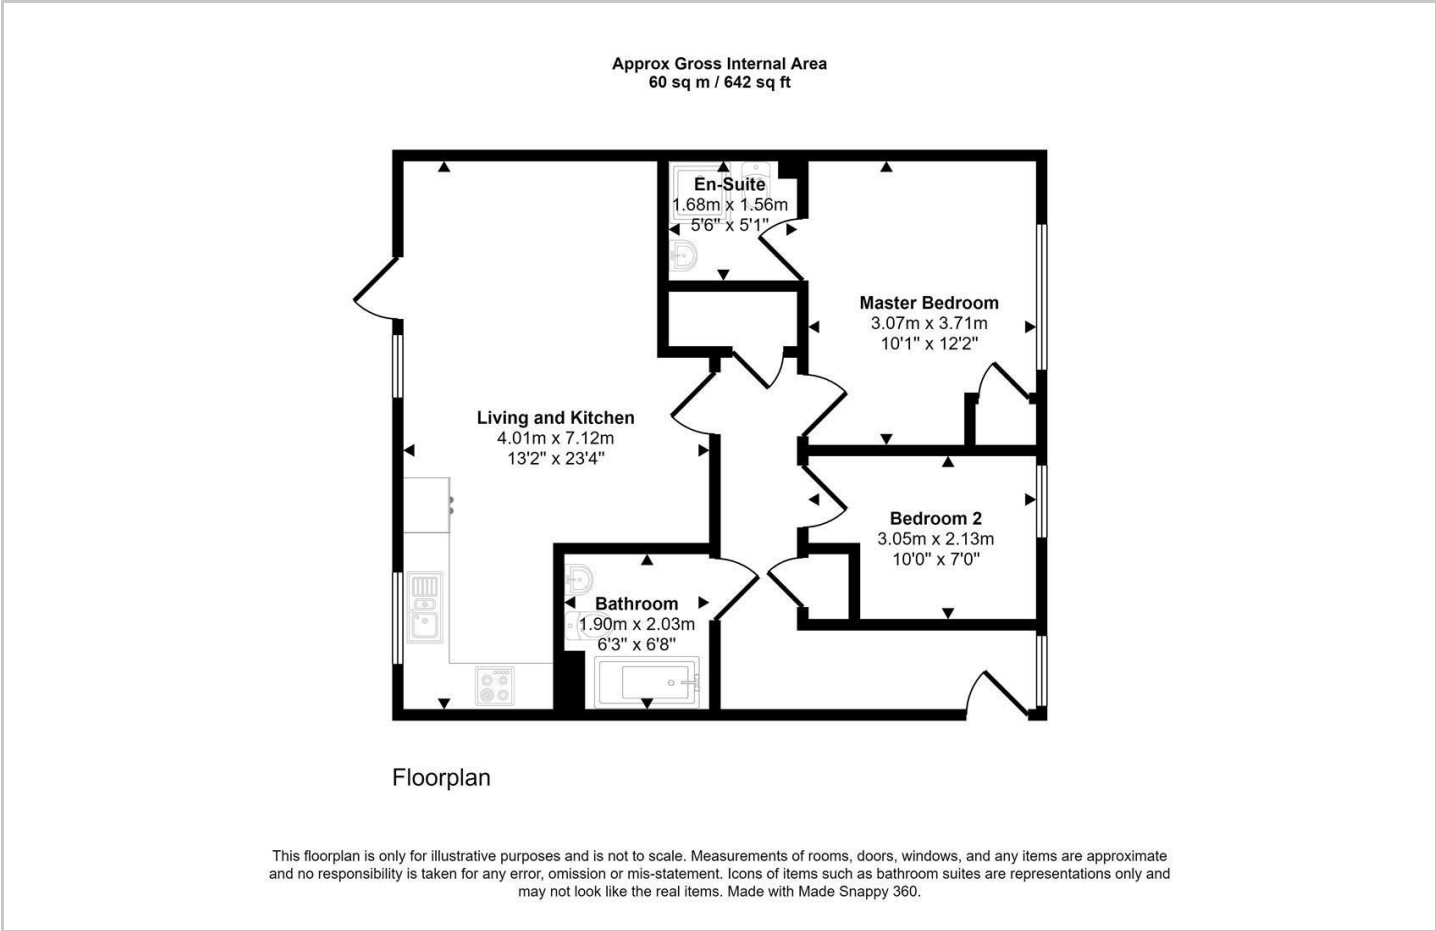 Approx Gross Internal Area
60 sq m / 642 sq ft
En-Suite
1.68m x 1.56m
5'6" x 5'1"
Master Bedroom
3.07m x 3.71m
10'1" x 12'2"
Living and Kitchen
4.01m x 7.12m
13'2" x 23'4"
Bedroom 2
3.05m x 2.13m
10'0" x 7'0"
Bathroom
1.90m x 2.03m
6'3" x 6'8"
Floorplan
This floorplan is only for illustrative purposes and is not to scale. Measurements of rooms, doors, windows, and any items are approximate
and no responsibility is taken for any error, omission or mis-statement. Icons of items such as bathroom suites are representations only and
may not look like the real items. Made with Made Snappy 360.